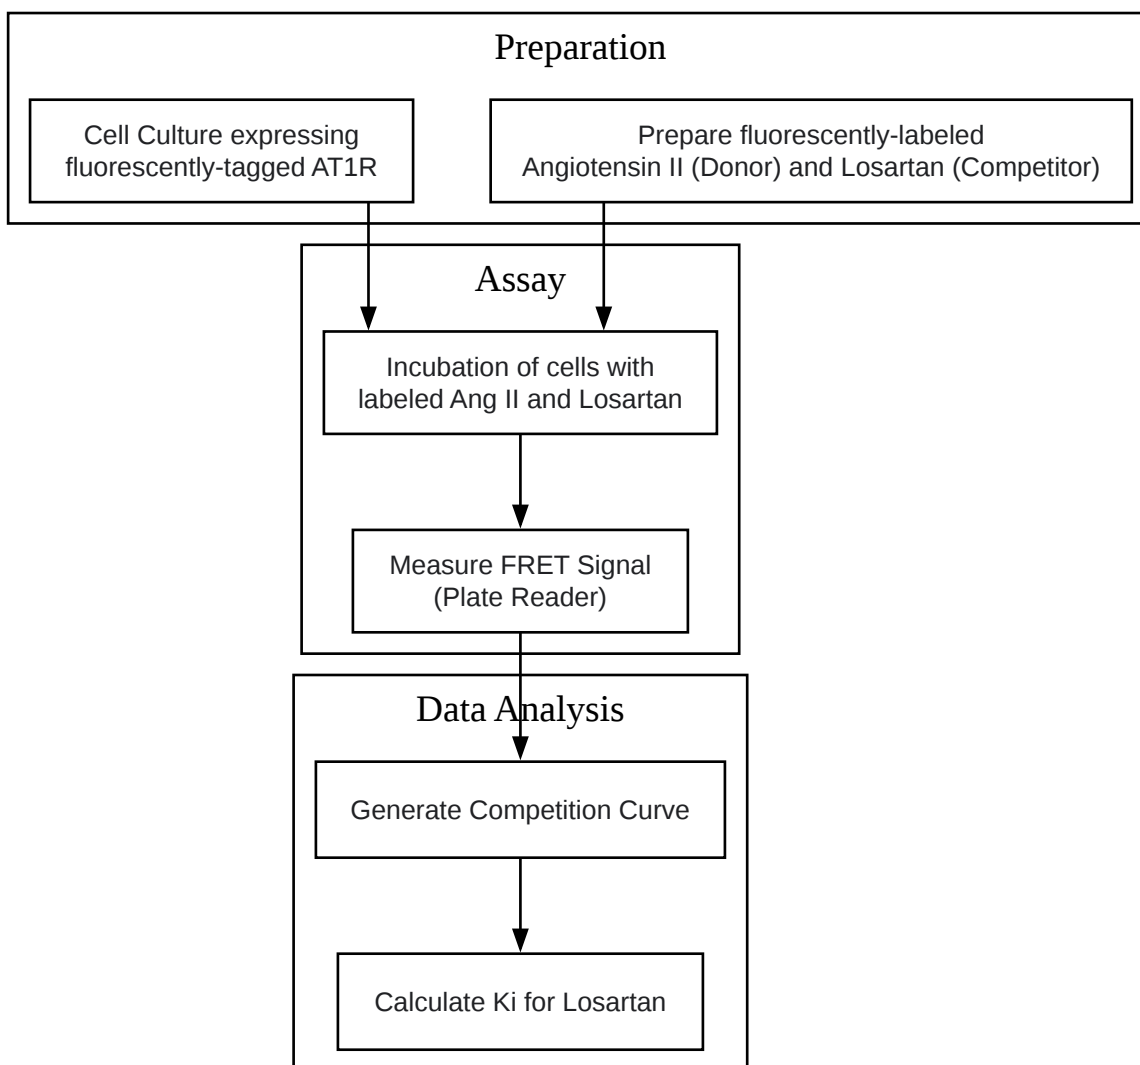 Preparation
Cell Culture expressing
fluorescently-tagged AT1R
Prepare fluorescently-labeled
Angiotensin II (Donor) and Losartan (Competitor)
Assay
Incubation of cells with
labeled Ang II and Losartan
Measure FRET Signal
(Plate Reader)
Data Analysis
Generate Competition Curve
Calculate Ki for Losartan